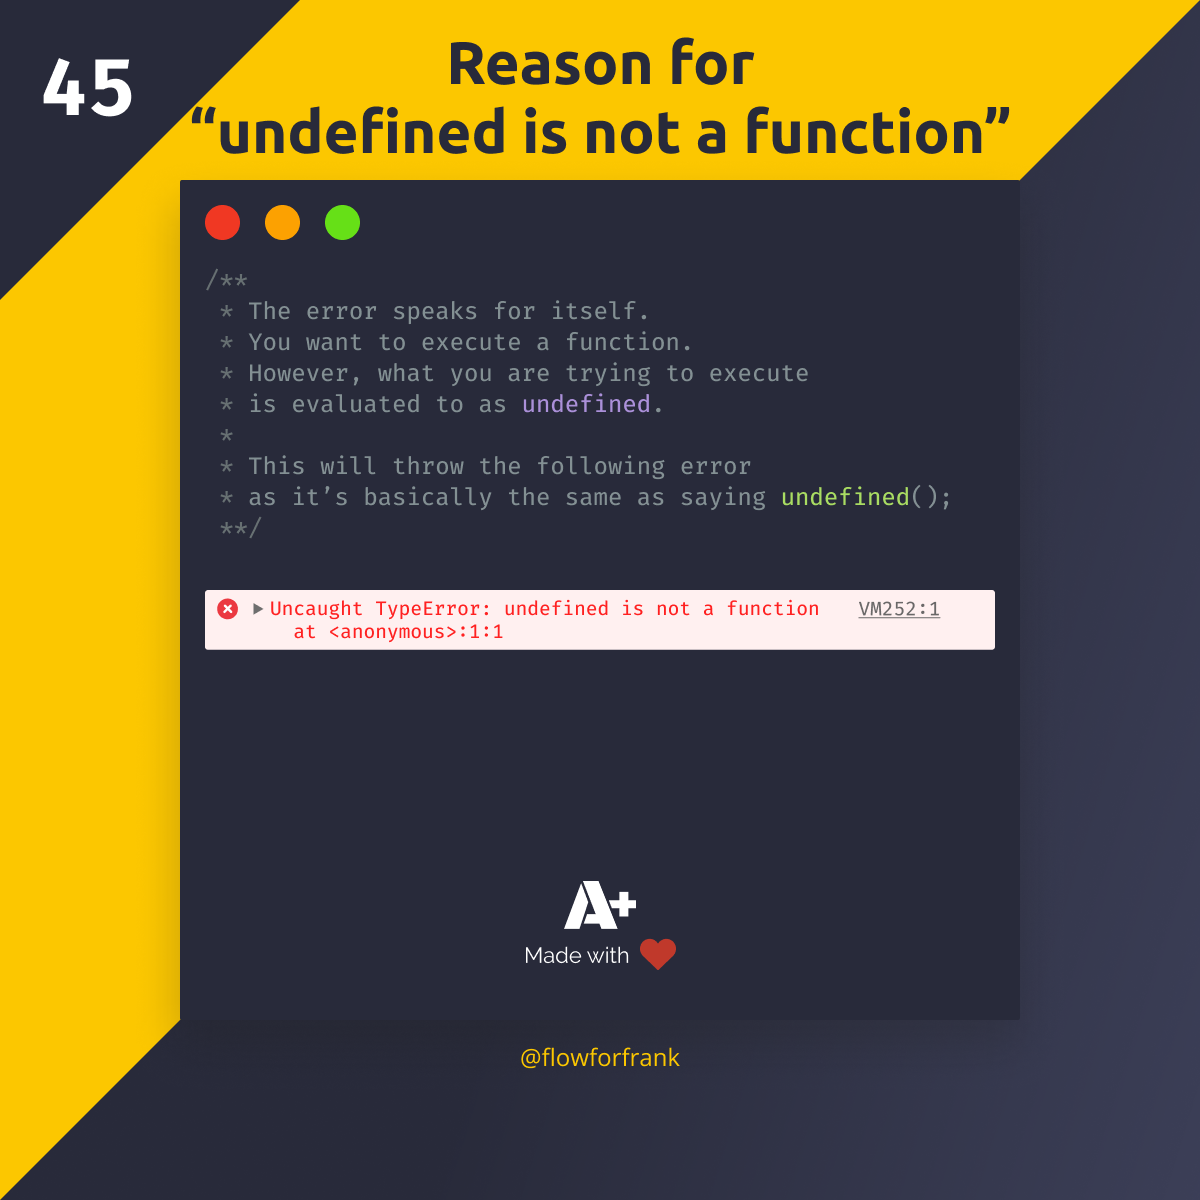 45
Reason for
“undefined is not a function”
/**
* The error speaks for itself.
* You want to execute a function.
* However, what you are trying to execute
* is evaluated to as undefined.
*
* This will throw the following error
* as it’s basically the same as saying undefined();
**/
Uncaught TypeError: undefined is not a function VM252:1
at <anonymous>:1:1
A+
Made with
@flowforfrank